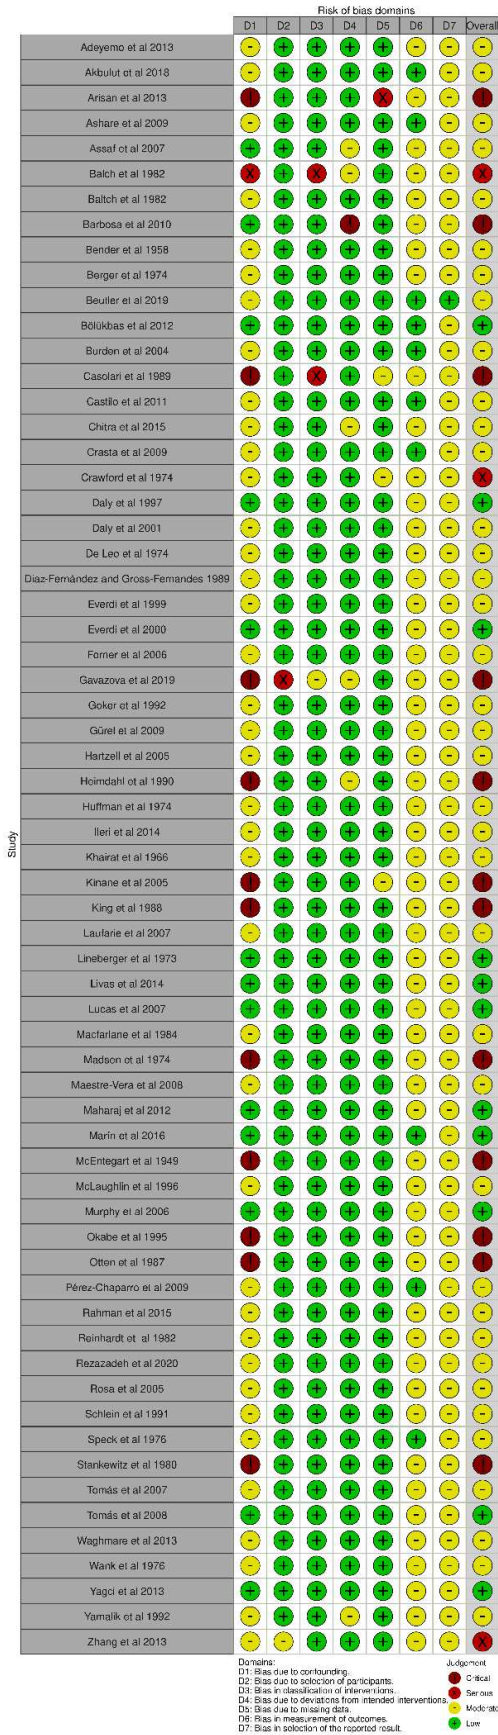 Risk of bias domains
D1 D2 D3 D4 D5 D6 D7 Overall
Adeyemo et al 2013
Akbulut et al 2018
Arisan et al 2013
Ashare et al 2009
Assaf et al 2007
Balch et al 1982
Baltch et al 1982
Barbosa et al 2010
Bender et al 1958
Berger et al 1974
Beutler et al 2019
Bölükbas et al 2012
Burden et al 2004
Casolari et al 1989
Castilo et al 2011
Chitra et al 2015
Crasta et al 2009
Crawford et al 1974
Daly et al 1997
Daly et al 2001
De Leo et al 1974
Diaz-Fernández and Gross-Fernandes 1989
Everdi et al 1999
Everdi et al 2000
Forner et al 2006
Gavazova et al 2019
Goker et al 1992
Gürel et al 2009
Hartzell et al 2005
Hoimdahl et al 1990
Huffman et al 1974
Ileri et al 2014
Khairat et al 1966
Kinane et al 2005
King et al 1988
Laufarie et al 2007
Lineberger et al 1973
Livas et al 2014
Lucas et al 2007
Macfarlane et al 1984
Madson et al 1974
Maestre-Vera et al 2008
Maharaj et al 2012
Marín et al 2016
McEntegart et al 1949
McLaughlin et al 1996
Murphy et al 2006
Okabe et al 1995
Otten et al 1987
Pérez-Chaparro et al 2009
Rahman et al 2015
Reinhardt et al 1982
Rezazadeh et al 2020
Rosa et al 2005
Schlein et al 1991
Speck et al 1976
Stankewitz et al 1980
Tomás et al 2007
Tomás et al 2008
Waghmare et al 2013
Wank et al 1976
Yagci et al 2013
Yamalik et al 1992
Zhang et al 2013
Study
Domains:
D1: Bias due to confounding.
D2: Bias due to selection of participants.
D3: Bias in classification of interventions.
D4: Bias due to deviations from intended interventions.
D5: Bias due to missing data.
D6: Bias in measurement of outcomes.
D7: Bias in selection of the reported result.
Judgement
Critical
Serious
Moderate
Low